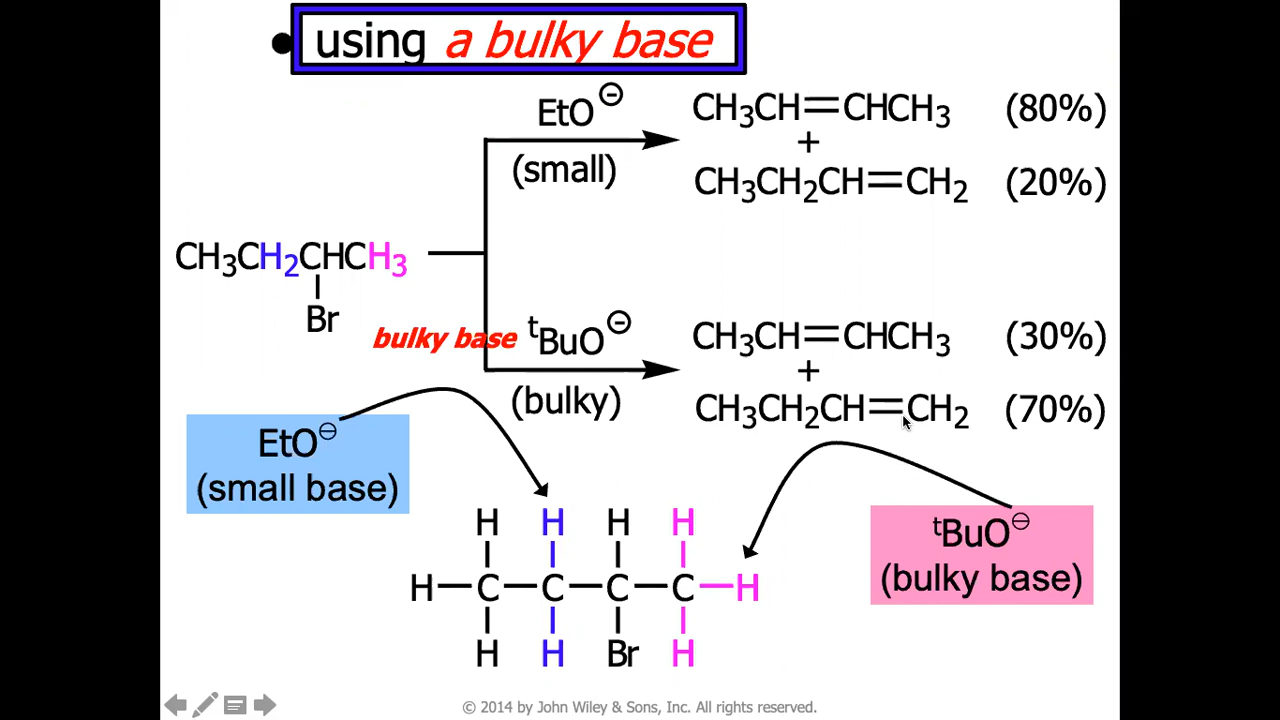 • using a bulky base
EtO⊖
(small)
CH₃CH=CHCH₃ (80%)
+
CH₃CH₂CH=CH₂ (20%)
CH₃CH₂CHCH₃
Br
bulky base
ᵗBuO⊖
(bulky)
CH₃CH=CHCH₃ (30%)
+
CH₃CH₂CH=CH₂ (70%)
EtO⊖
(small base)
H H H H
H—C—C—C—C—H
H H Br H
ᵗBuO⊖
(bulky base)
© 2014 by John Wiley & Sons, Inc. All rights reserved.